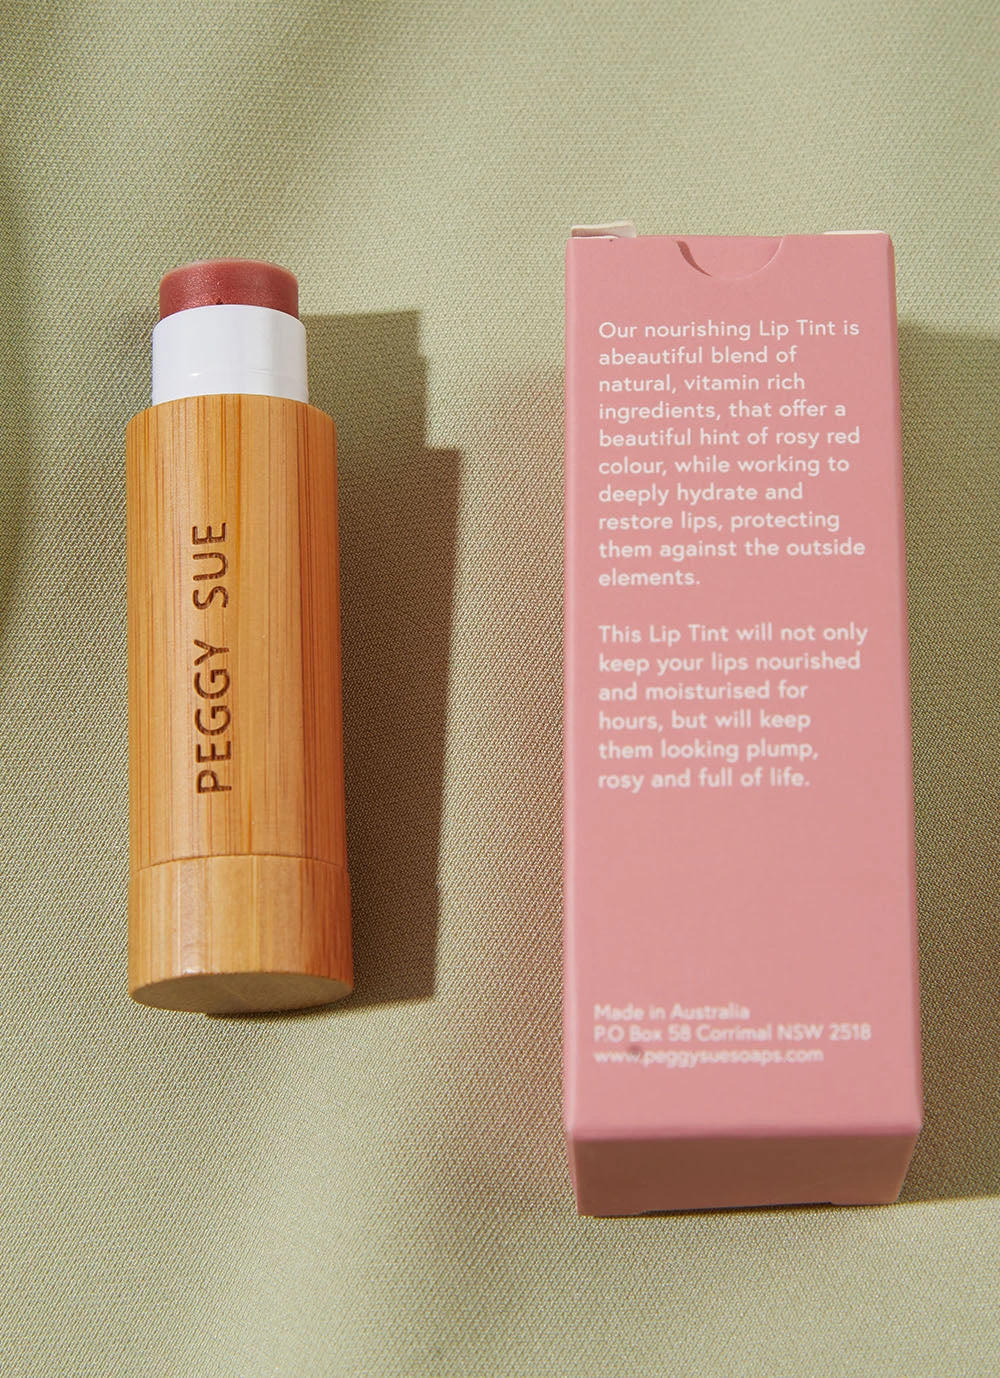 PEGGY SUE
Our nourishing Lip Tint is
abeautiful blend of
natural, vitamin rich
ingredients, that offer a
beautiful hint of rosy red
colour, while working to
deeply hydrate and
restore lips, protecting
them against the outside
elements.
This Lip Tint will not only
keep your lips nourished
and moisturised for
hours, but will keep
them looking plump,
rosy and full of life.
Made in Australia
P.O Box 58 Corrimal NSW 2518
www.peggysuesoaps.com